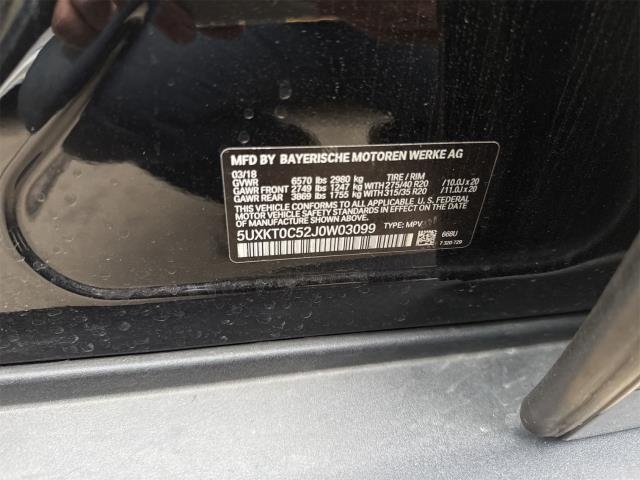 MFD BY BAYERISCHE MOTOREN WERKE AG
03/18
GVWR 6570 lbs 2980 kg TIRE / RIM
GAWR FRONT 2749 lbs 1247 kg WITH 275/40 R20 /10.0J x 20
GAWR REAR 3869 lbs 1755 kg WITH 315/35 R20 /11.0J x 20
THIS VEHICLE CONFORMS TO ALL APPLICABLE U.S. FEDERAL
MOTOR VEHICLE SAFETY STANDARDS IN EFFECT ON THE DATE
OF MANUFACTURE SHOWN ABOVE.
5UXKT0C52J0W03099 TYPE: MPV 668U
7 320 729